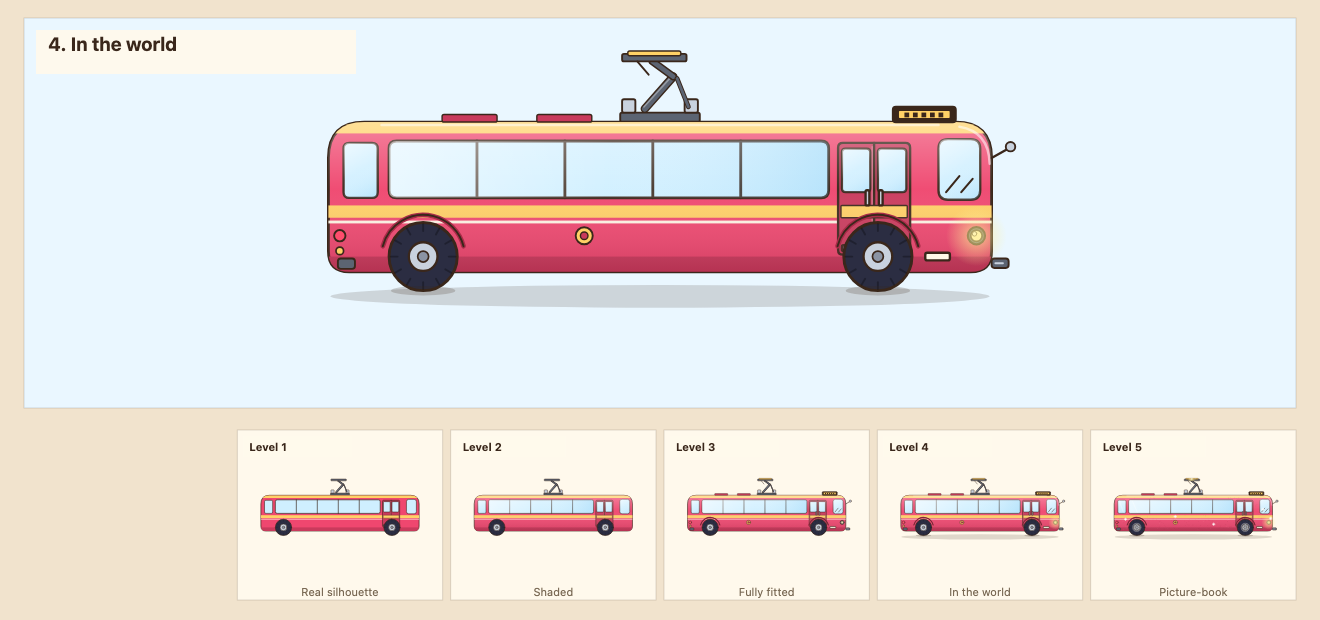 4. In the world
Level 1
Real silhouette
Level 2
Shaded
Level 3
Fully fitted
Level 4
In the world
Level 5
Picture-book